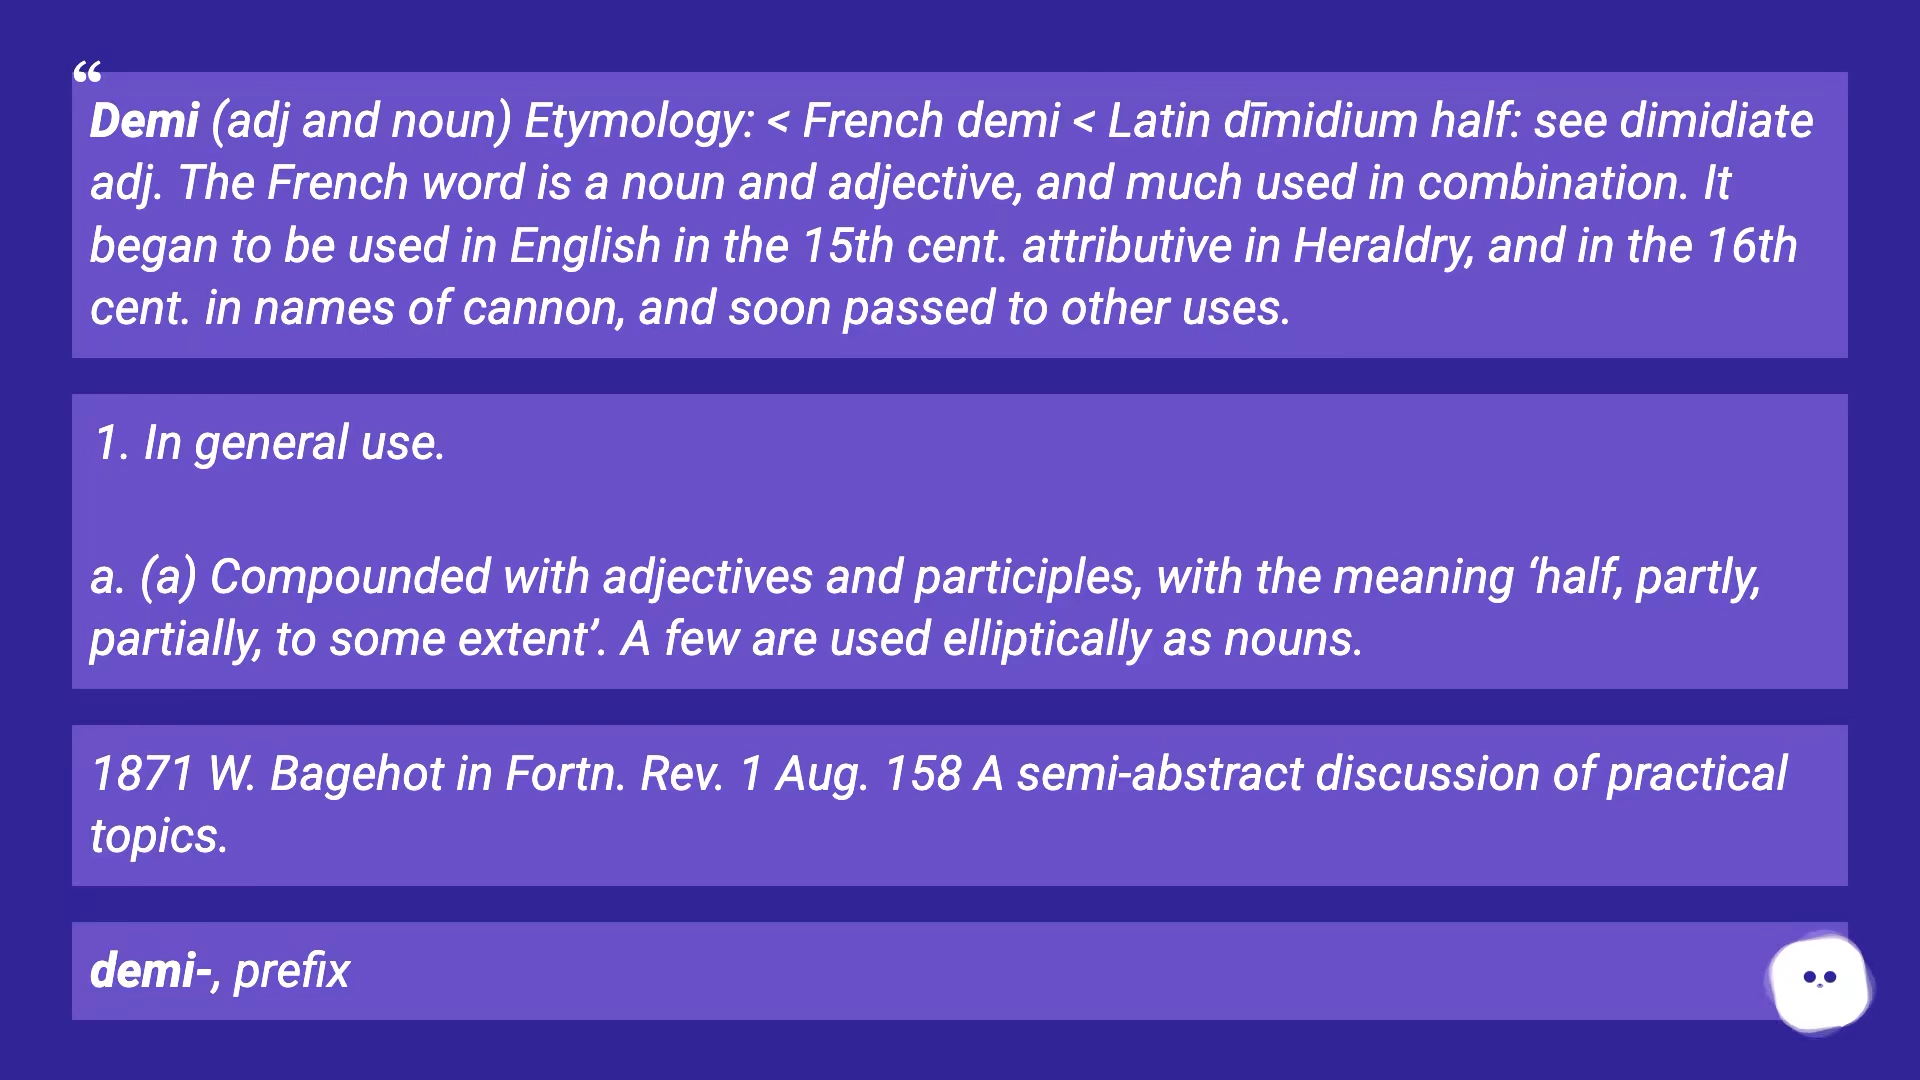 “
Demi (adj and noun) Etymology: < French demi < Latin dīmidium half: see dimidiate
adj. The French word is a noun and adjective, and much used in combination. It
began to be used in English in the 15th cent. attributive in Heraldry, and in the 16th
cent. in names of cannon, and soon passed to other uses.
1. In general use.
a. (a) Compounded with adjectives and participles, with the meaning ‘half, partly,
partially, to some extent’. A few are used elliptically as nouns.
1871 W. Bagehot in Fortn. Rev. 1 Aug. 158 A semi-abstract discussion of practical
topics.
demi-, prefix